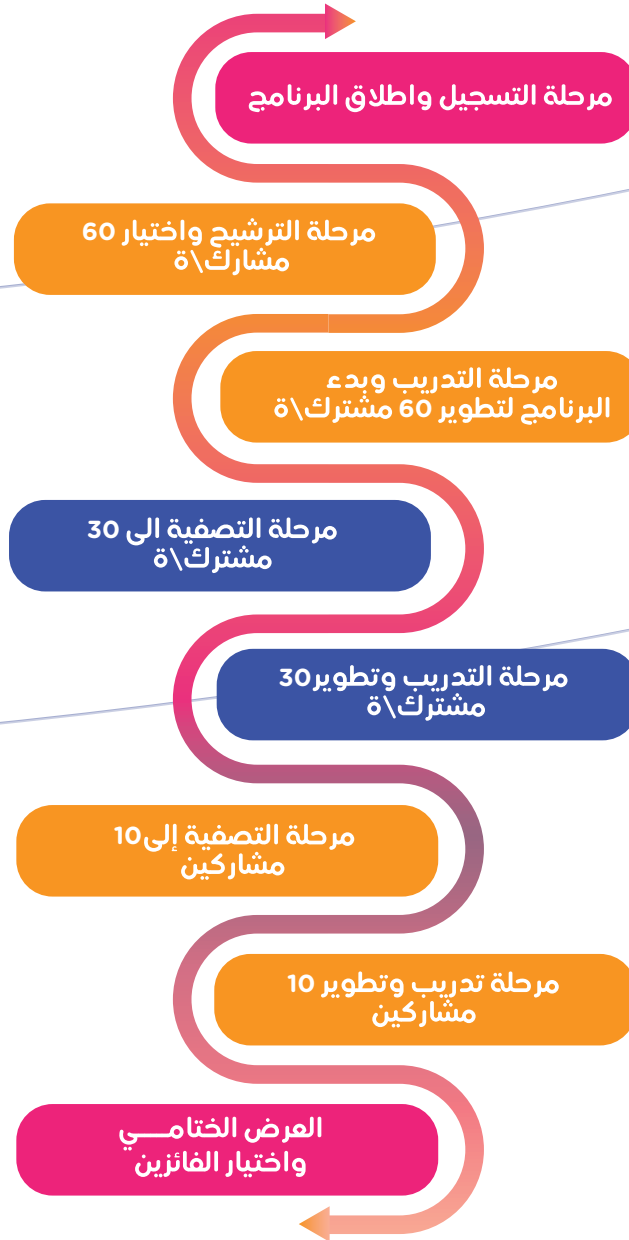 مرحلة التسجيل واطلاق البرنامج
مرحلة الترشيح واختيار 60
مشارك\ة
مرحلة التدريب وبدء
البرنامج لتطوير 60 مشترك\ة
مرحلة التصفية الى 30
مشترك\ة
مرحلة التدريب وتطوير30
مشترك\ة
مرحلة التصفية إلى10
مشاركين
مرحلة تدريب وتطوير 10
مشاركين
العرض الختامـــي
واختيار الفائزين